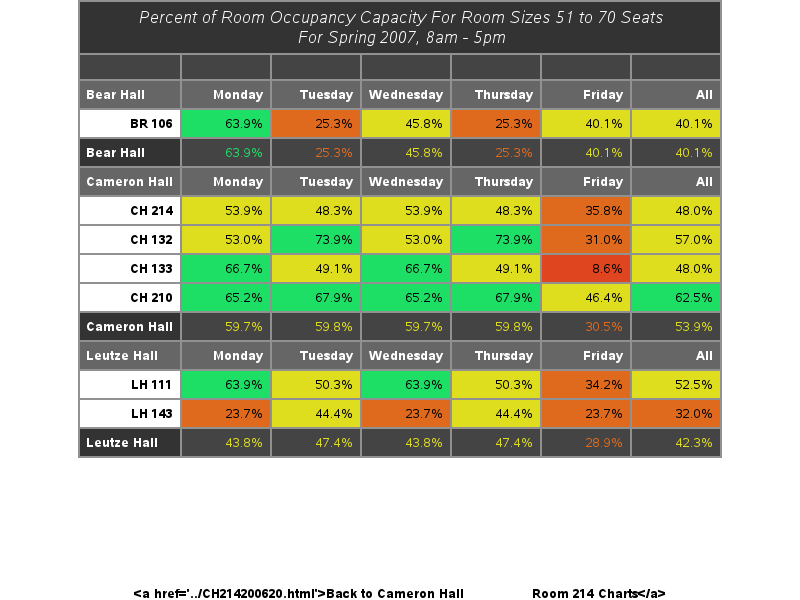 Percent of Room Occupancy Capacity For Room Sizes 51 to 70 Seats
For Spring 2007, 8am - 5pm
Bear Hall Monday Tuesday Wednesday Thursday Friday All
BR 106 63.9% 25.3% 45.8% 25.3% 40.1% 40.1%
Bear Hall 63.9% 25.3% 45.8% 25.3% 40.1% 40.1%
Cameron Hall Monday Tuesday Wednesday Thursday Friday All
CH 214 53.9% 48.3% 53.9% 48.3% 35.8% 48.0%
CH 132 53.0% 73.9% 53.0% 73.9% 31.0% 57.0%
CH 133 66.7% 49.1% 66.7% 49.1% 8.6% 48.0%
CH 210 65.2% 67.9% 65.2% 67.9% 46.4% 62.5%
Cameron Hall 59.7% 59.8% 59.7% 59.8% 30.5% 53.9%
Leutze Hall Monday Tuesday Wednesday Thursday Friday All
LH 111 63.9% 50.3% 63.9% 50.3% 34.2% 52.5%
LH 143 23.7% 44.4% 23.7% 44.4% 23.7% 32.0%
Leutze Hall 43.8% 47.4% 43.8% 47.4% 28.9% 42.3%
<a href='../CH214200620.html'>Back to Cameron Hall Room 214 Charts</a>